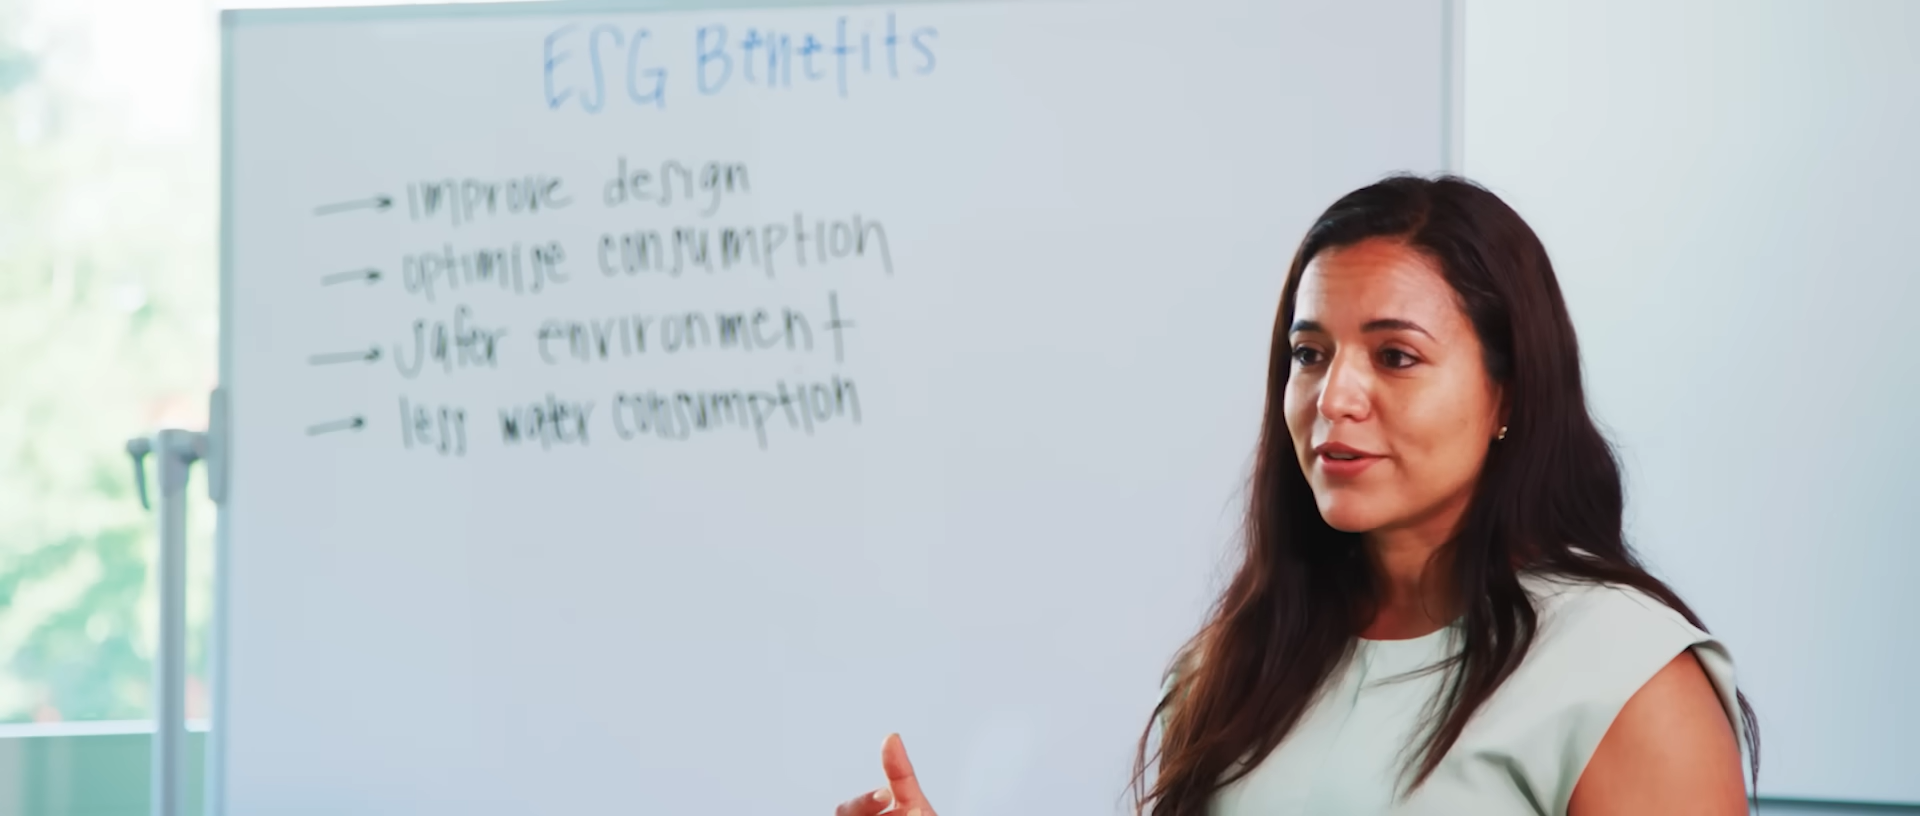 ESG Benefits
→ improve design
→ optimise consumption
→ safer environment
→ less water consumption